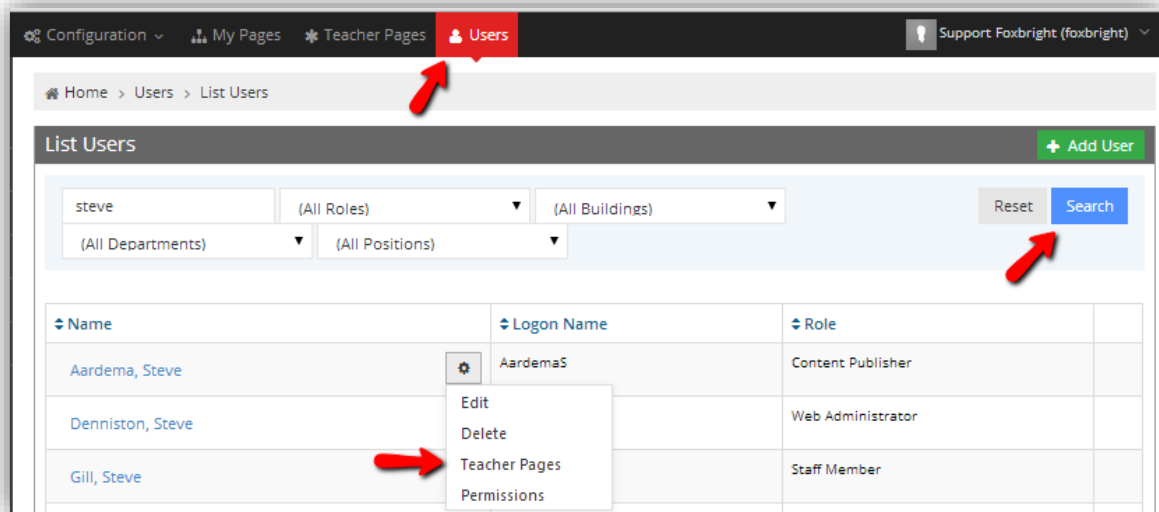 Configuration My Pages Teacher Pages Users Support Foxbright (foxbright)
Home > Users > List Users
List Users + Add User
steve (All Roles) (All Buildings) Reset Search
(All Departments) (All Positions)
Name Logon Name Role
Aardema, Steve AardemaS Content Publisher
Edit
Denniston, Steve Web Administrator
Delete
Teacher Pages
Gill, Steve Staff Member
Permissions